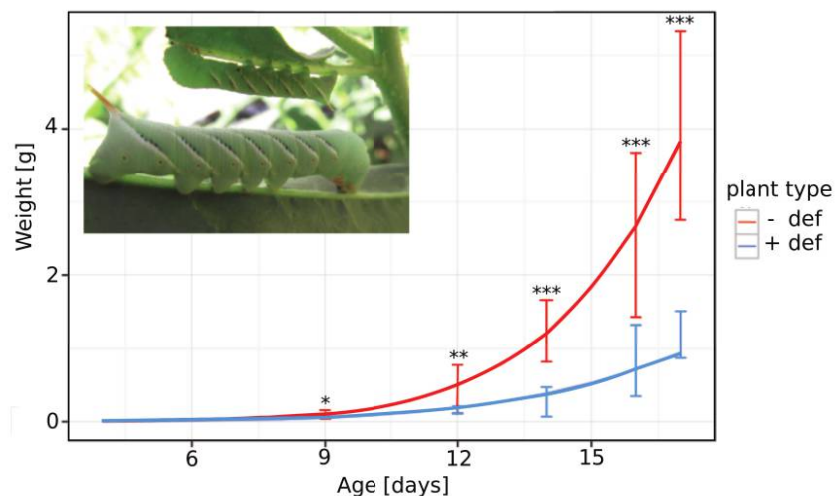 ***
***
***
**
*
Weight [g]
4
2
0
6
9
12
15
Age [days]
plant type
- def
+ def